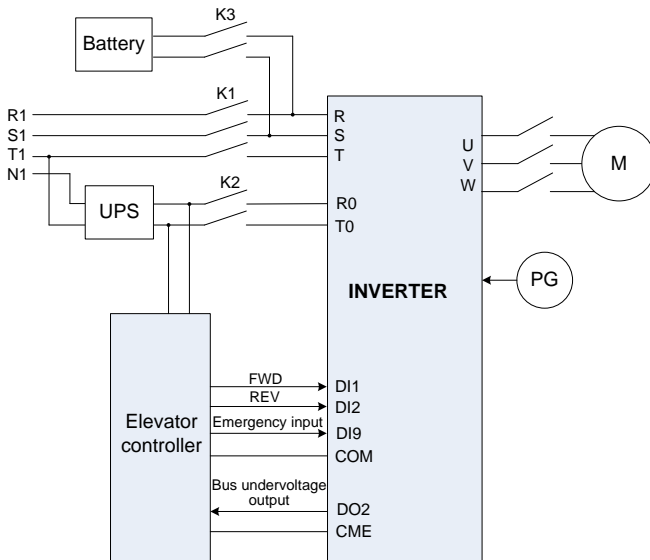 K3
Battery
K1
R1
S1
T1
N1
R
S
T
U
V
W
M
K2
UPS
R0
T0
INVERTER
PG
Elevator
controller
FWD
REV
Emergency input
DI1
DI2
DI9
COM
Bus undervoltage
output
DO2
CME